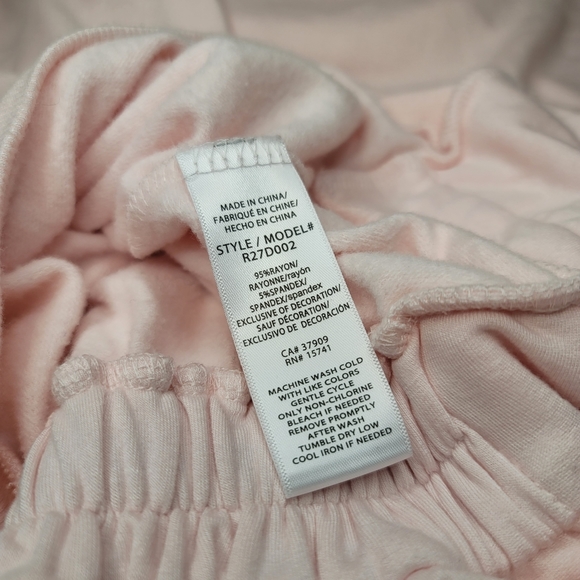 MADE IN CHINA/
FABRIQUÉ EN CHINE/
HECHO EN CHINA
STYLE / MODEL#
R27D002
95%RAYON/
RAYONNE/rayón
5%SPANDEX/
SPANDEX/spandex
EXCLUSIVE OF DECORATION/
SAUF DÉCORATION/
EXCLUSIVO DE DECORACIÓN
CA# 37909
RN# 15741
MACHINE WASH COLD
WITH LIKE COLORS
GENTLE CYCLE
ONLY NON-CHLORINE
BLEACH IF NEEDED
REMOVE PROMPTLY
AFTER WASH
TUMBLE DRY LOW
COOL IRON IF NEEDED